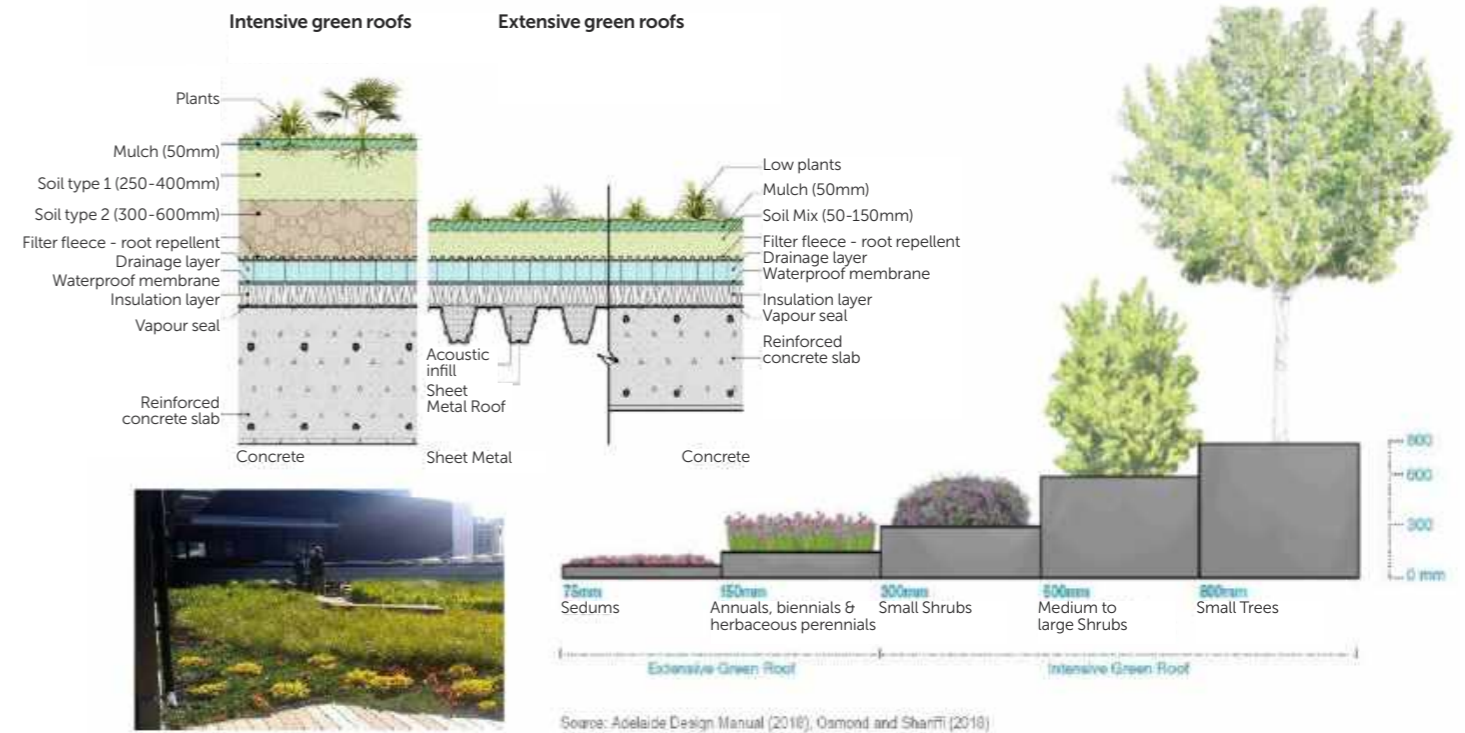 Intensive green roofs
Extensive green roofs
Plants
Mulch (50mm)
Soil type 1 (250-400mm)
Soil type 2 (300-600mm)
Filter fleece - root repellent
Drainage layer
Waterproof membrane
Insulation layer
Vapour seal
Reinforced
concrete slab
Concrete
Low plants
Mulch (50mm)
Soil Mix (50-150mm)
Filter fleece - root repellent
Drainage layer
Waterproof membrane
Insulation layer
Vapour seal
Reinforced
concrete slab
Acoustic
infill
Sheet
Metal Roof
Sheet Metal
Concrete
800
600
300
0 mm
75mm
Sedums
150mm
Annuals, biennials &
herbaceous perennials
300mm
Small Shrubs
600mm
Medium to
large Shrubs
800mm
Small Trees
Extensive Green Roof
Intensive Green Roof
Source: Adelaide Design Manual (2018), Osmond and Sharifi (2018)